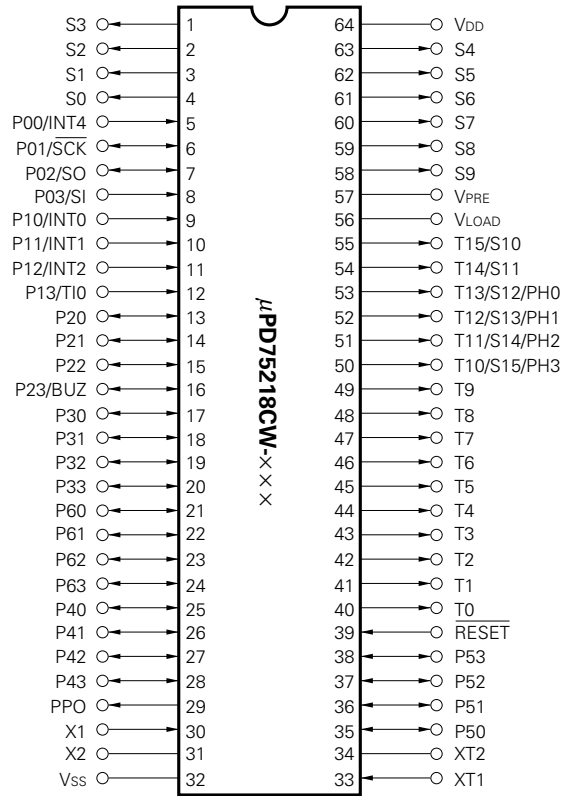 S3 1 64 VDD
S2 2 63 S4
S1 3 62 S5
S0 4 61 S6
P00/INT4 5 60 S7
P01/S̅C̅K̅ 6 59 S8
P02/SO 7 58 S9
P03/SI 8 57 VPRE
P10/INT0 9 56 VLOAD
P11/INT1 10 55 T15/S10
P12/INT2 11 54 T14/S11
P13/TI0 12 53 T13/S12/PH0
P20 13 52 T12/S13/PH1
P21 14 51 T11/S14/PH2
P22 15 50 T10/S15/PH3
P23/BUZ 16 49 T9
P30 17 48 T8
P31 18 47 T7
P32 19 46 T6
P33 20 45 T5
P60 21 44 T4
P61 22 43 T3
P62 23 42 T2
P63 24 41 T1
P40 25 40 T0
P41 26 39 R̅E̅S̅E̅T̅
P42 27 38 P53
P43 28 37 P52
PPO 29 36 P51
X1 30 35 P50
X2 31 34 XT2
VSS 32 33 XT1
μPD75218CW-×××